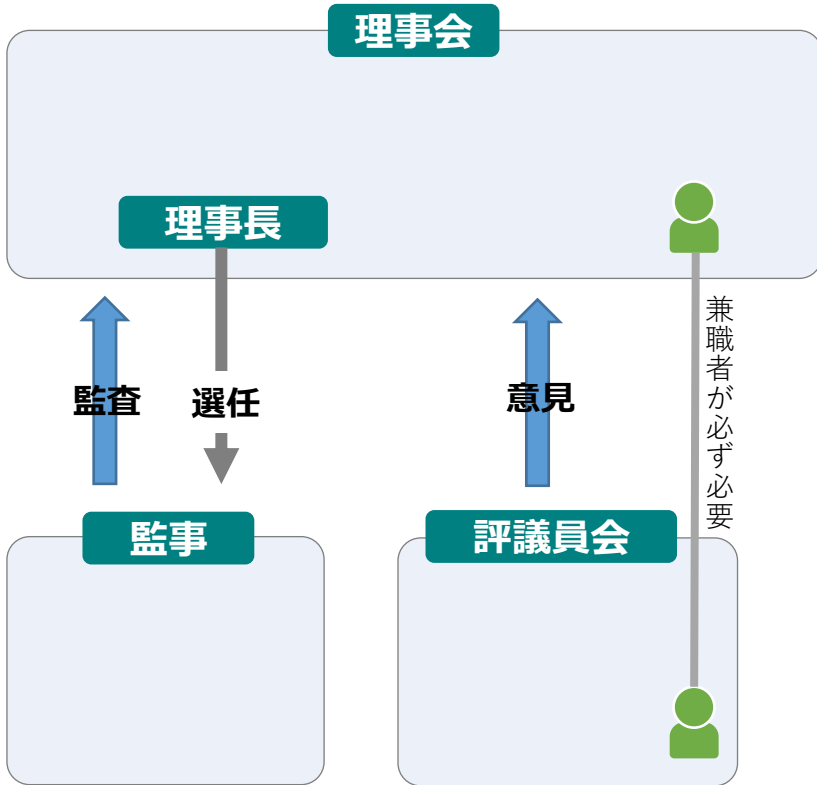 理事会
理事長
監査
選任
意見
兼職者が必ず必要
監事
評議員会